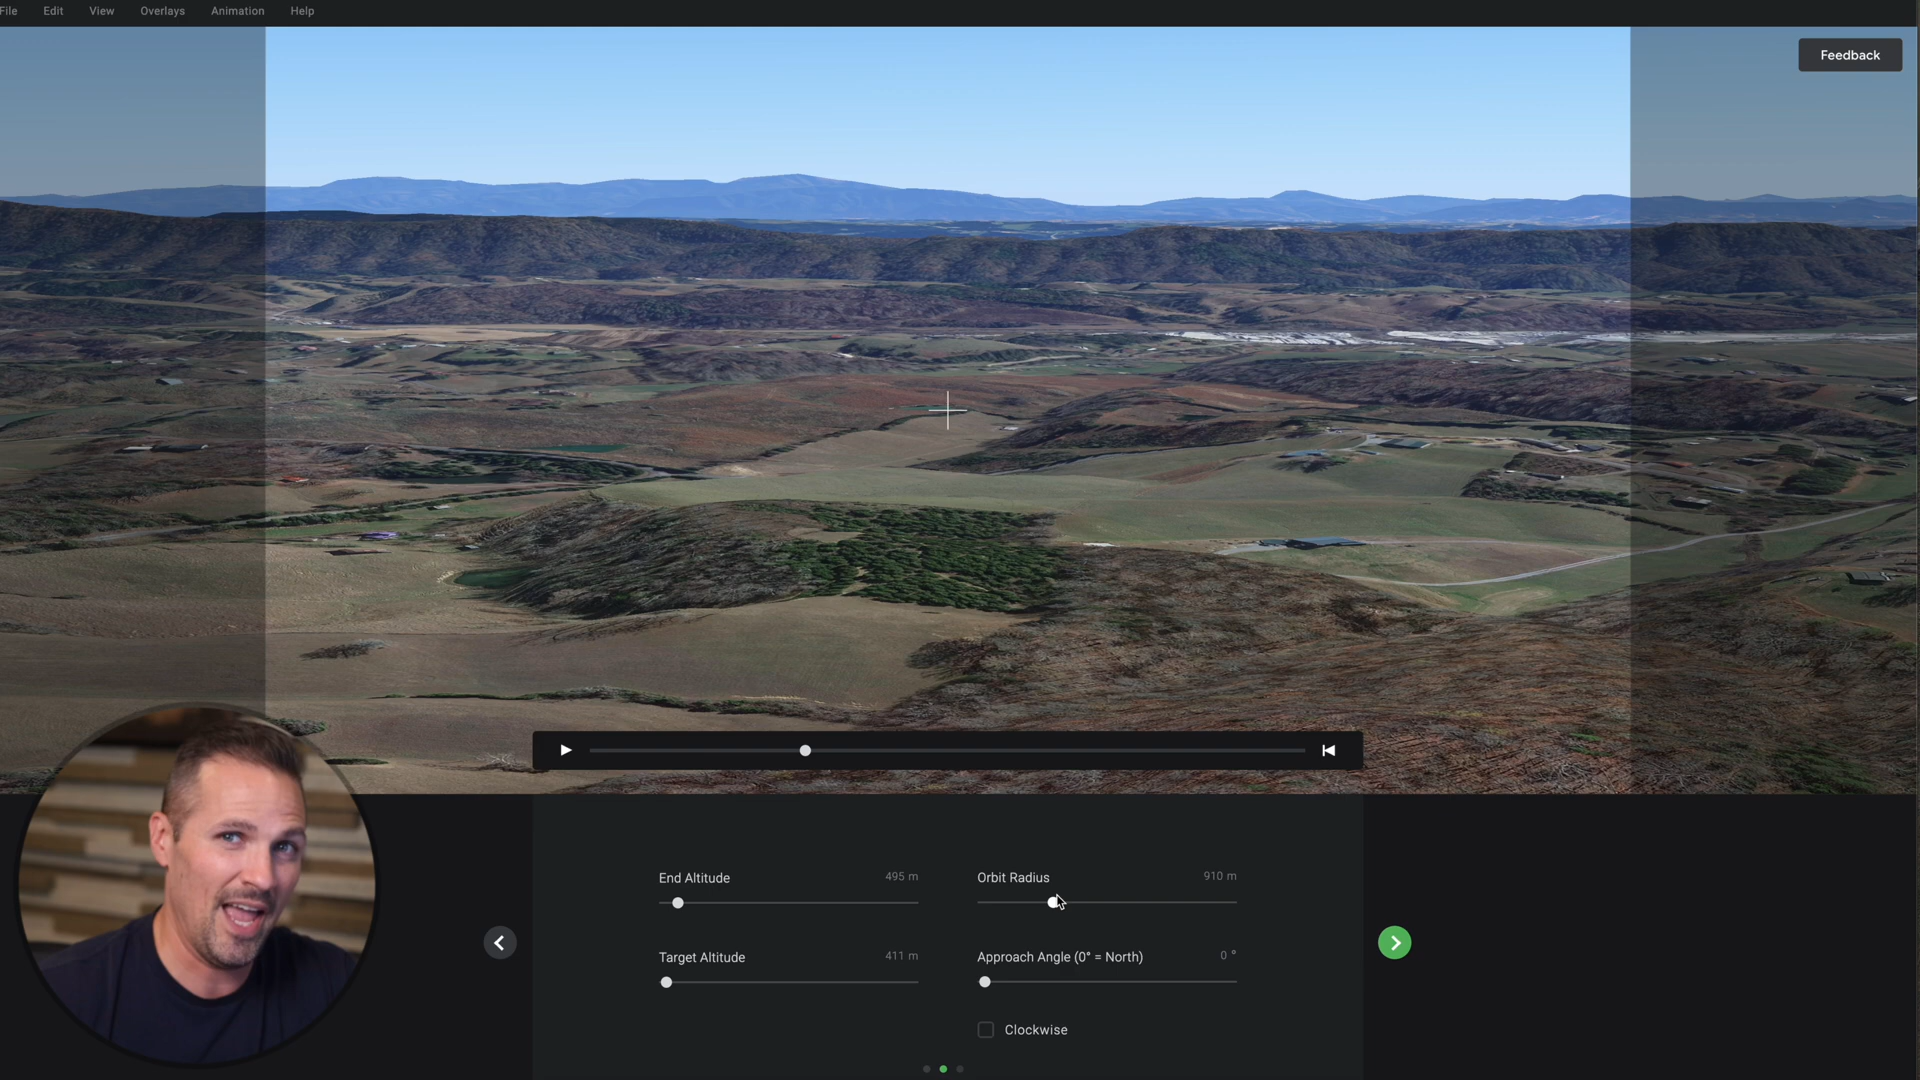 File Edit View Overlays Animation Help
Feedback
End Altitude 495 m
Orbit Radius 910 m
Target Altitude 411 m
Approach Angle (0° = North) 0 °
Clockwise